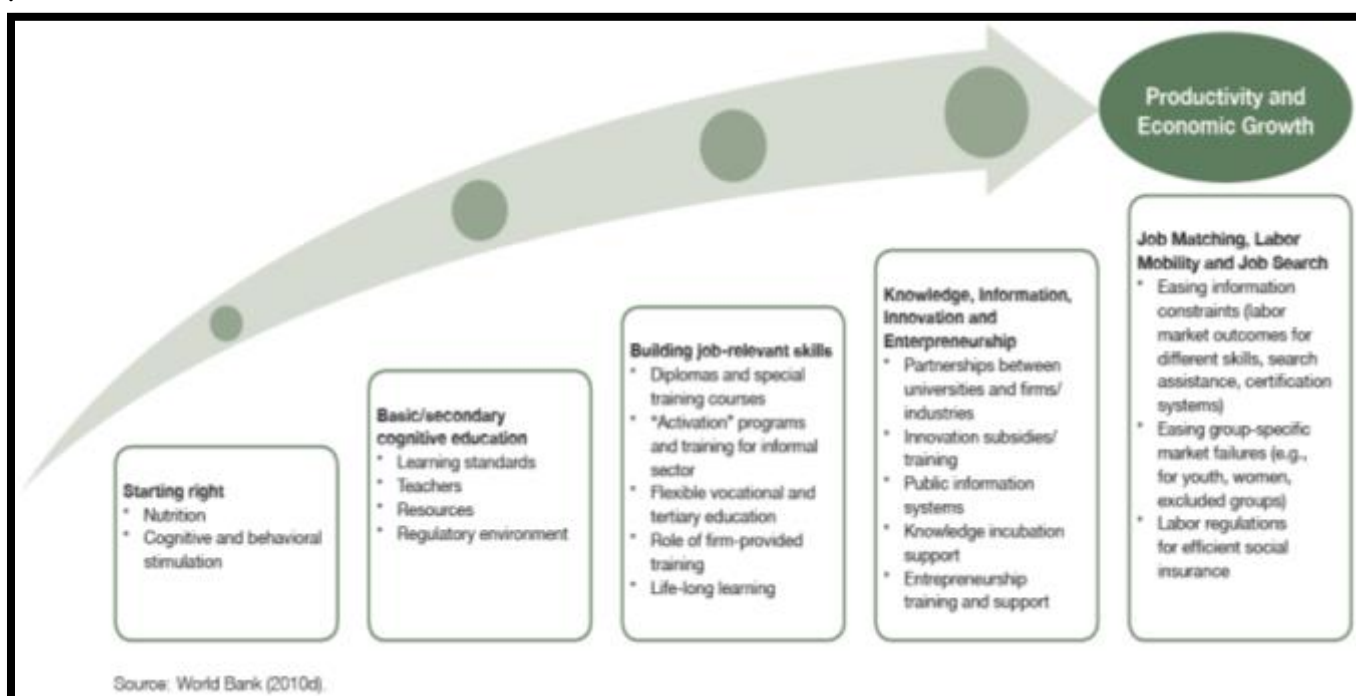 Productivity and
Economic Growth
Starting right
* Nutrition
* Cognitive and behavioral
stimulation
Basic/secondary
cognitive education
* Learning standards
* Teachers
* Resources
* Regulatory environment
Building job-relevant skills
* Diplomas and special
training courses
* "Activation" programs
and training for informal
sector
* Flexible vocational and
tertiary education
* Role of firm-provided
training
* Life-long learning
Knowledge, Information,
Innovation and
Enterpreneurship
* Partnerships between
universities and firms/
industries
* Innovation subsidies/
training
* Public information
systems
* Knowledge incubation
support
* Entrepreneurship
training and support
Job Matching, Labor
Mobility and Job Search
* Easing information
constraints (labor
market outcomes for
different skills, search
assistance, certification
systems)
* Easing group-specific
market failures (e.g.,
for youth, women,
excluded groups)
* Labor regulations
for efficient social
insurance
Source: World Bank (2010d).